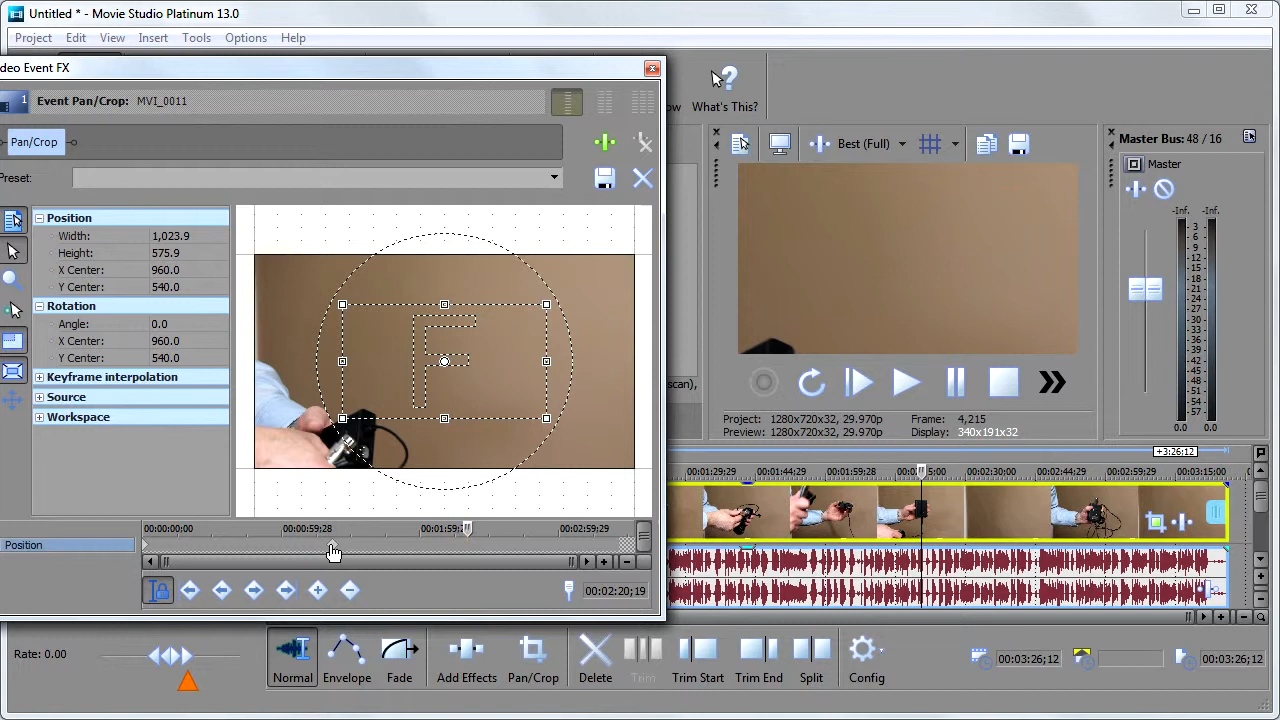 Untitled * - Movie Studio Platinum 13.0
Project Edit View Insert Tools Options Help
deo Event FX
1 Event Pan/Crop: MVI_0011
Pan/Crop
Preset:
Position
Width: 1,023.9
Height: 575.9
X Center: 960.0
Y Center: 540.0
Rotation
Angle: 0.0
X Center: 960.0
Y Center: 540.0
Keyframe interpolation
Source
Workspace
F
00:00:00;00 00:00:59;28 00:01:59;2 00:02:59;29
Position
00:02:20;19
ow What's This?
Best (Full)
scan),
Project: 1280x720x32, 29.970p
Preview: 1280x720x32, 29.970p
Frame: 4,215
Display: 340x191x32
Master Bus: 48 / 16
Master
-Inf. -Inf.
3
6
9
12
15
18
21
24
27
30
33
36
39
42
45
48
51
54
57
0.0 0.0
+3:26:12
00:01:29;29 00:01:44;29 00:01:59;28 5;00 00:02:30;00 00:02:44;29 00:02:59;29 00:03:15;00
Rate: 0.00
Normal Envelope Fade Add Effects Pan/Crop Delete Trim Trim Start Trim End Split Config
00:03:26;12 00:03:26;12